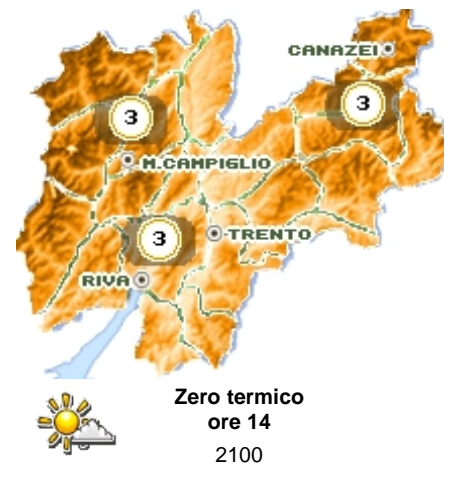 CANAZEI
3
3
M.CAMPIGLIO
3
TRENTO
RIVA
Zero termico
ore 14
2100